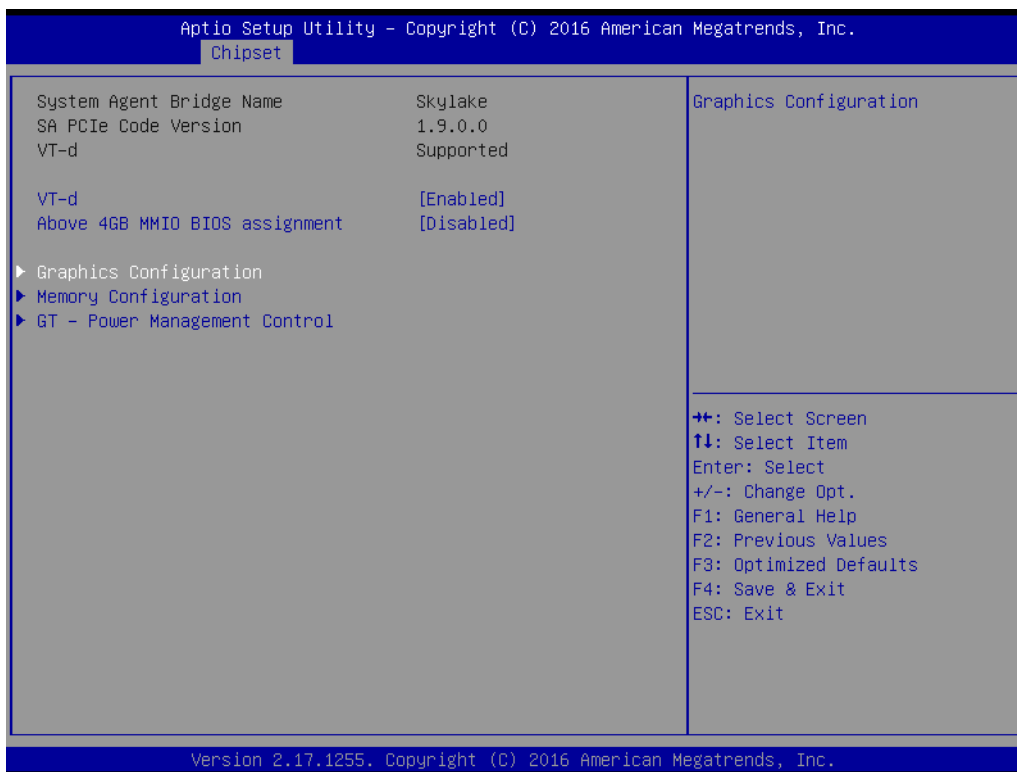 Aptio Setup Utility – Copyright (C) 2016 American Megatrends, Inc.
Chipset
System Agent Bridge Name Skylake
SA PCIe Code Version 1.9.0.0
VT-d Supported
VT-d [Enabled]
Above 4GB MMIO BIOS assignment [Disabled]
▶ Graphics Configuration
▶ Memory Configuration
▶ GT – Power Management Control
Graphics Configuration
→←: Select Screen
↑↓: Select Item
Enter: Select
+/-: Change Opt.
F1: General Help
F2: Previous Values
F3: Optimized Defaults
F4: Save & Exit
ESC: Exit
Version 2.17.1255. Copyright (C) 2016 American Megatrends, Inc.